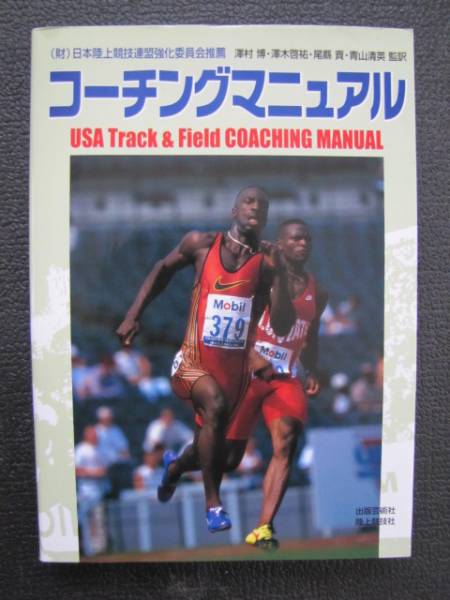 (財)日本陸上競技連盟強化委員会推薦　澤村 博・澤木啓祐・尾縣 貢・青山清英 監訳
コーチングマニュアル
USA Track & Field COACHING MANUAL
Mobil
379
Mobil
出版芸術社
陸上競技社